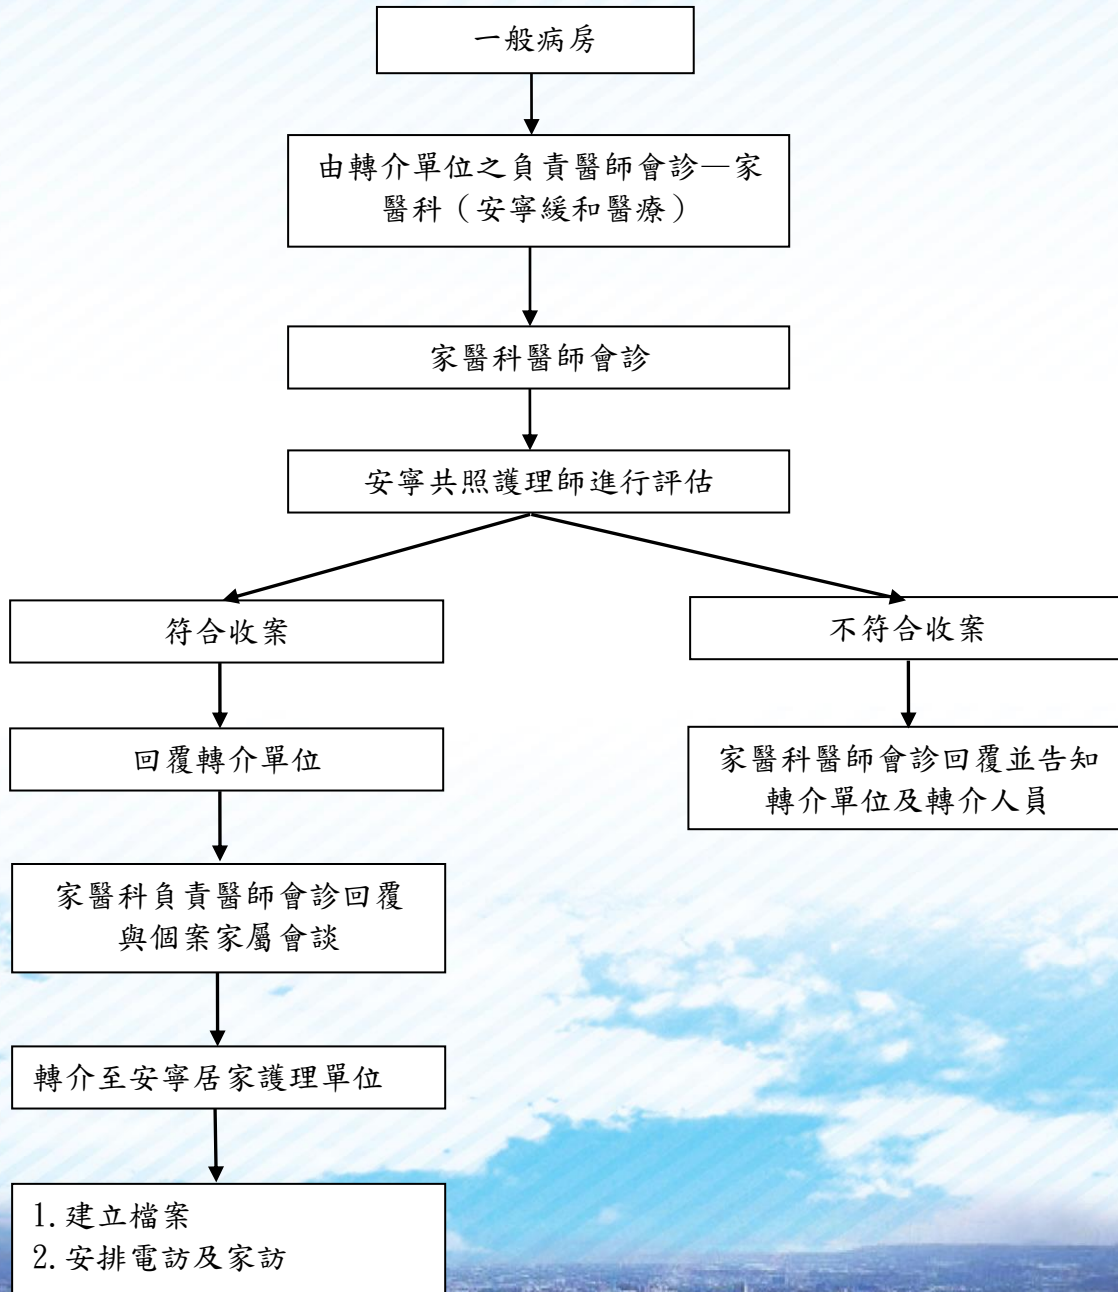 一般病房
由轉介單位之負責醫師會診—家
醫科（安寧緩和醫療）
家醫科醫師會診
安寧共照護理師進行評估
符合收案
不符合收案
回覆轉介單位
家醫科醫師會診回覆並告知
轉介單位及轉介人員
家醫科負責醫師會診回覆
與個案家屬會談
轉介至安寧居家護理單位
1.建立檔案
2.安排電訪及家訪